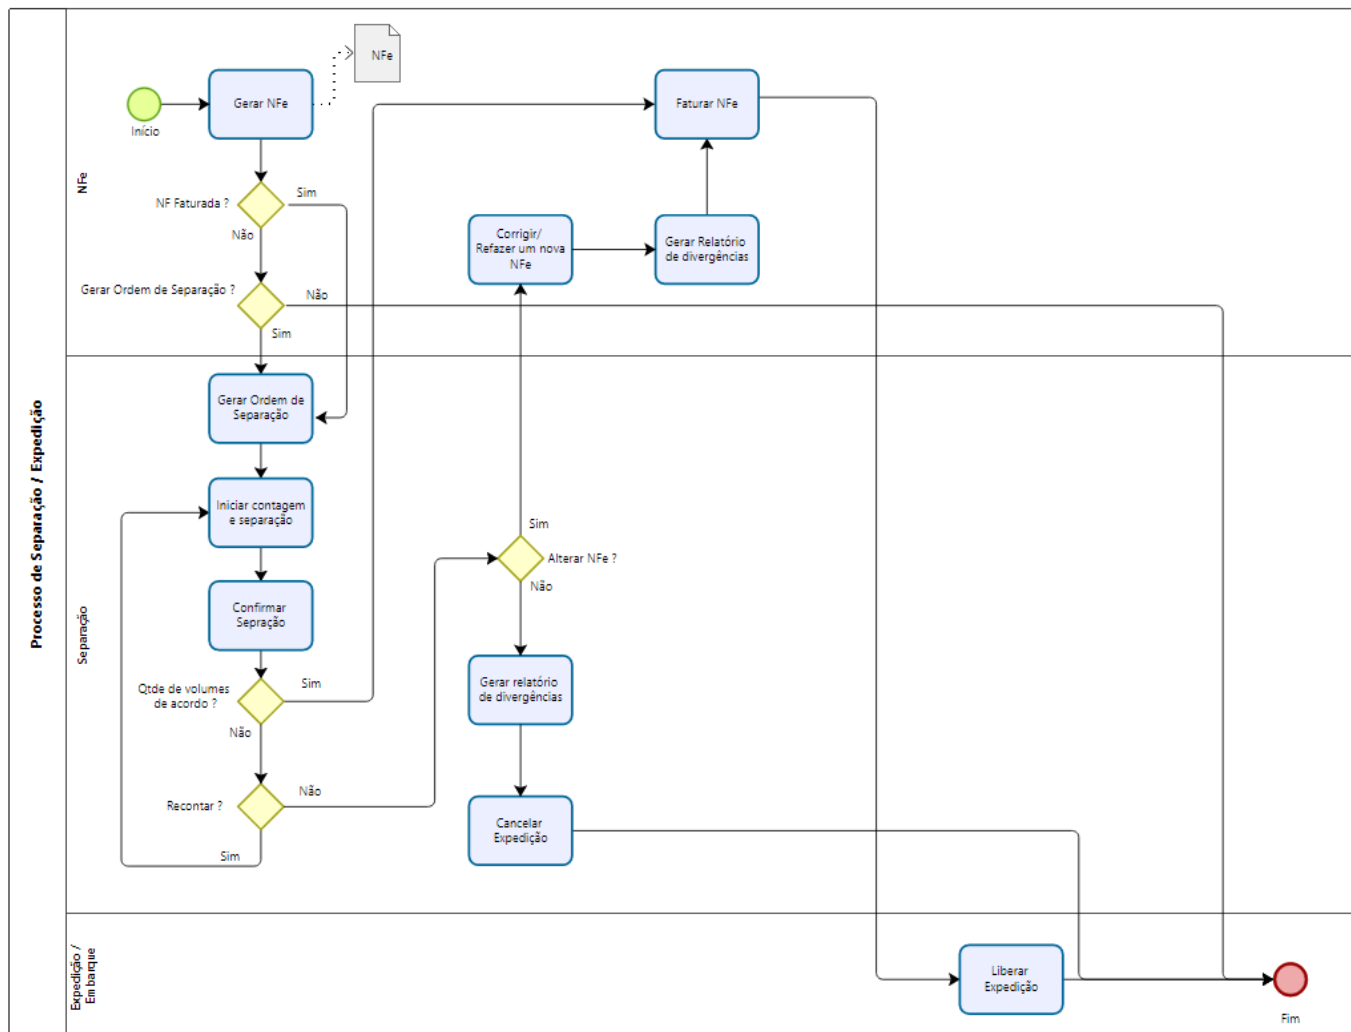 Processo de Separação / Expedição
NFe
Início
Gerar NFe
NFe
NF Faturada ?
Sim
Não
Gerar Ordem de Separação ?
Não
Sim
Faturar NFe
Corrigir/
Refazer um nova
NFe
Gerar Relatório
de divergências
Separação
Gerar Ordem de
Separação
Iniciar contagem
e separação
Confirmar
Sepração
Qtde de volumes
de acordo ?
Sim
Não
Recontar ?
Não
Sim
Sim
Alterar NFe ?
Não
Gerar relatório
de divergências
Cancelar
Expedição
Expedição /
Embarque
Liberar
Expedição
Fim